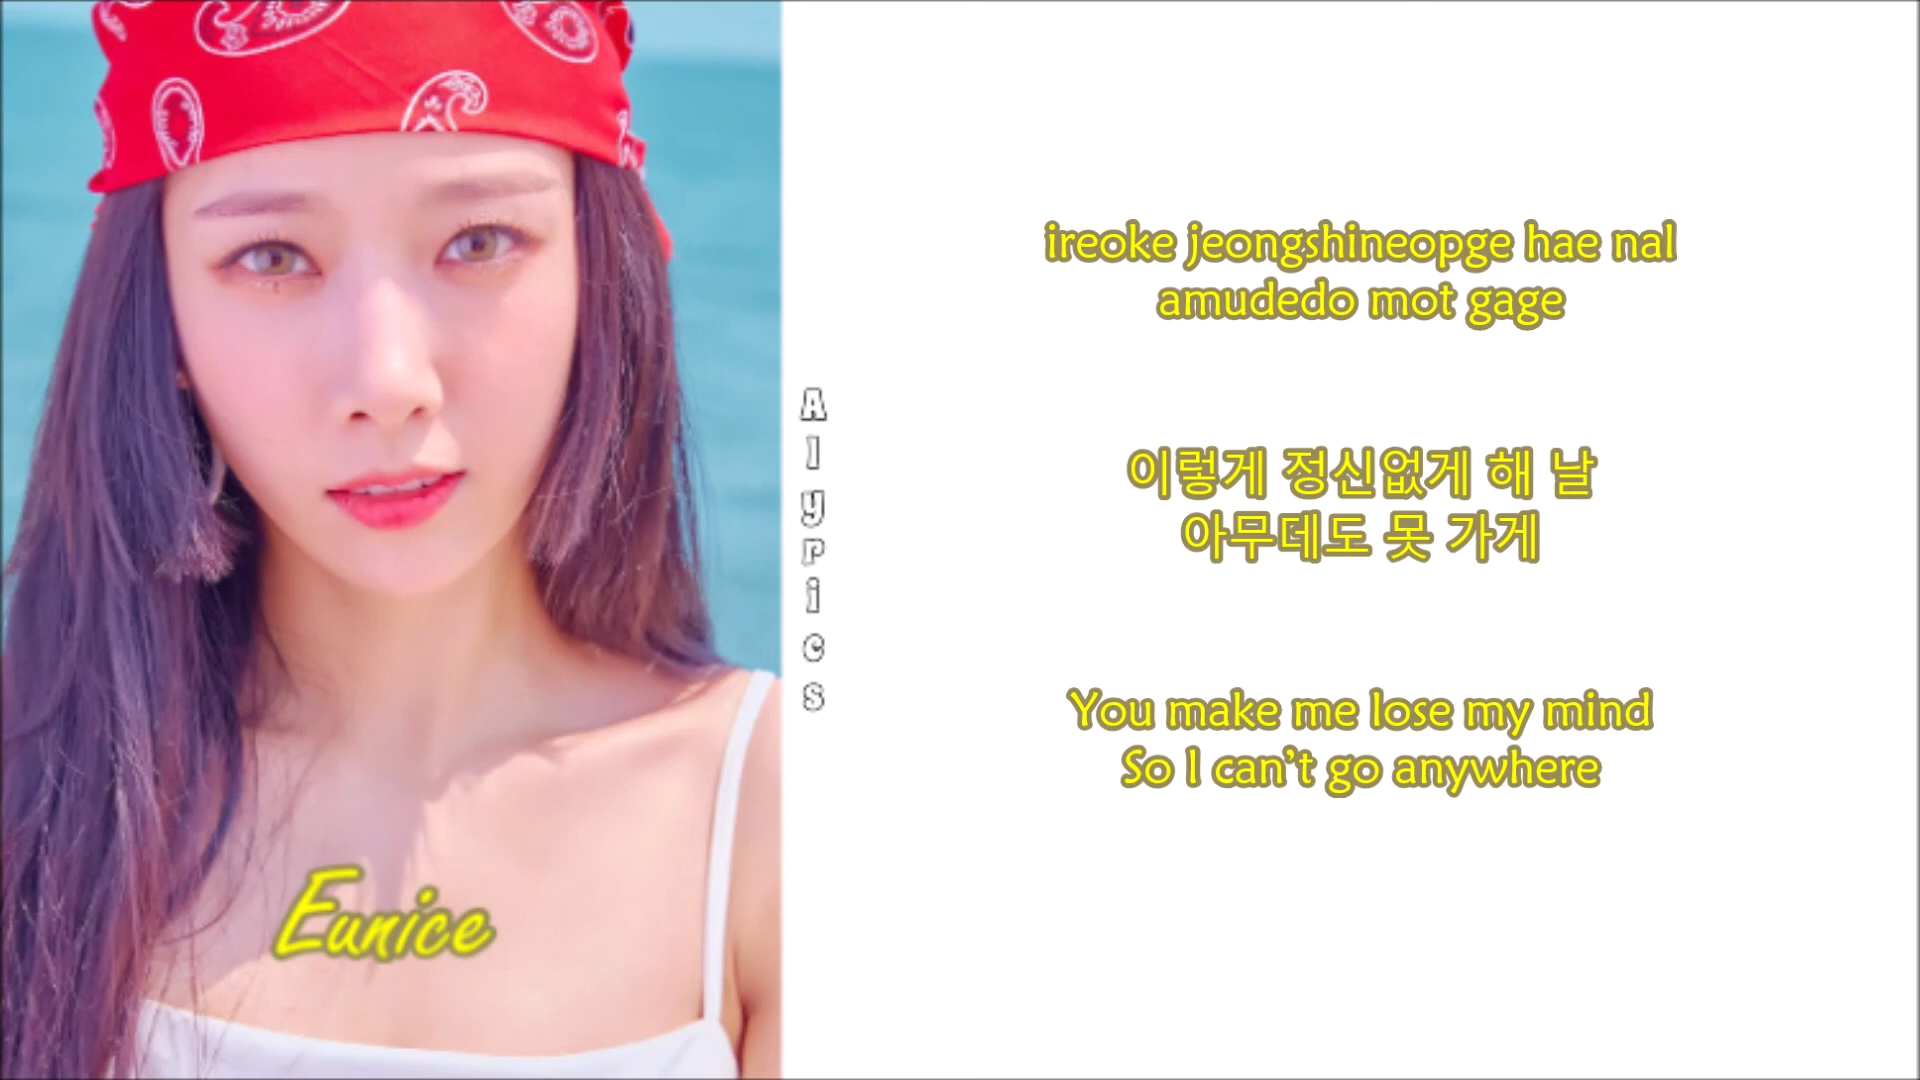 ireoke jeongshineopge hae nal
amudedo mot gage
이렇게 정신없게 해 날
아무데도 못 가게
You make me lose my mind
So I can't go anywhere
Alyrics
Eunice